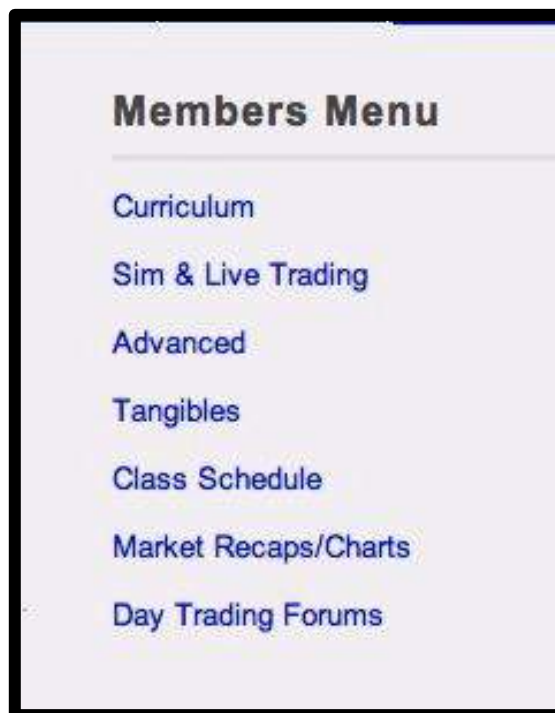 Members Menu
Curriculum
Sim & Live Trading
Advanced
Tangibles
Class Schedule
Market Recaps/Charts
Day Trading Forums